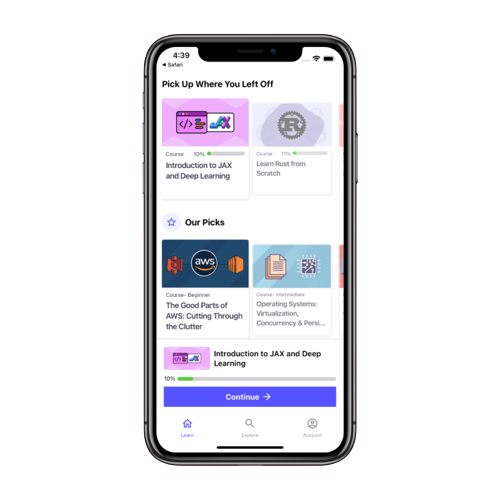 4:39
◀ Safari
Pick Up Where You Left Off
</> JAX
R
Course 10%
Course 11%
Introduction to JAX
and Deep Learning
Learn Rust from
Scratch
Our Picks
aws
Course- Beginner
Course- Intermediate
The Good Parts of
AWS: Cutting Through
the Clutter
Operating Systems:
Virtualization,
Concurrency & Persi...
</> JAX
Introduction to JAX and Deep
Learning
10%
Continue →
Learn
Explore
Account